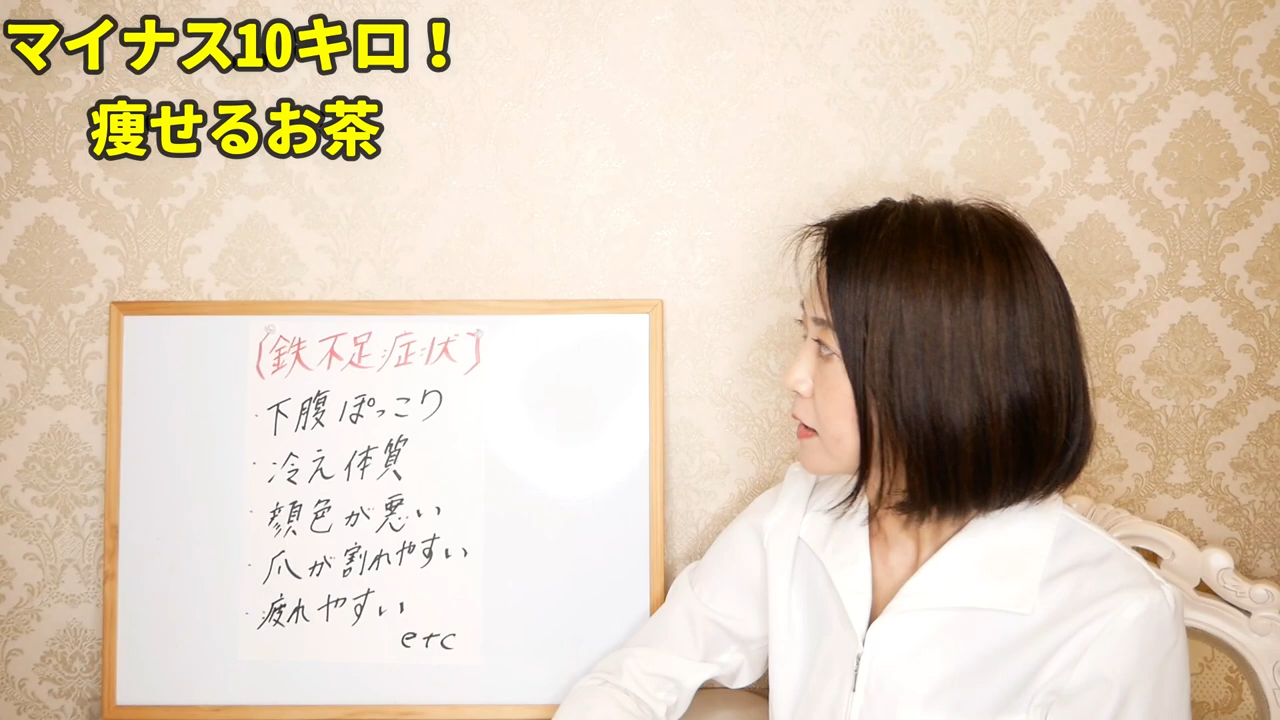 マイナス10キロ！
痩せるお茶
(鉄不足症状)
・下腹ぽっこり
・冷え体質
・顔色が悪い
・爪が割れやすい
・疲れやすい
etc